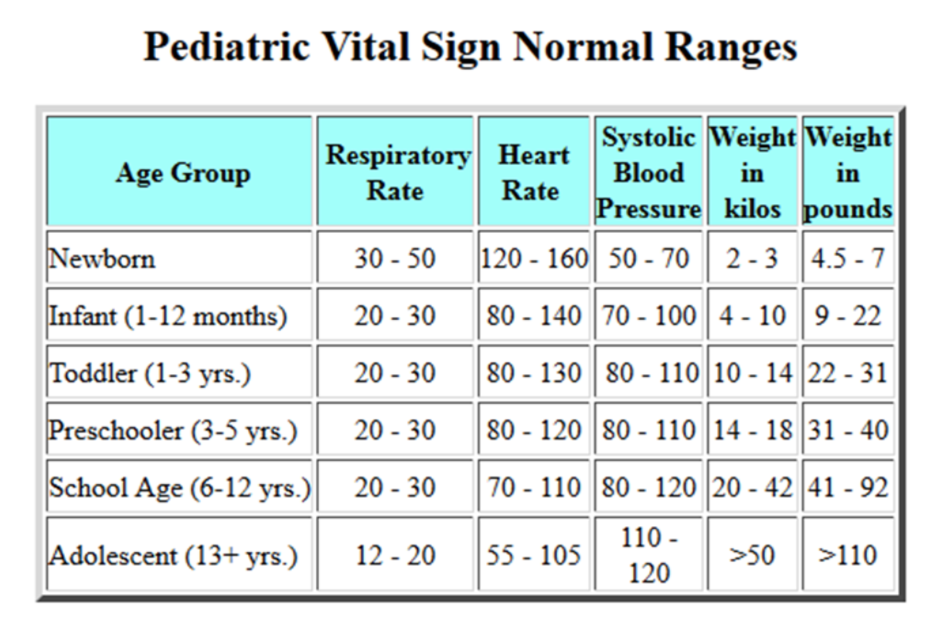 Pediatric Vital Sign Normal Ranges
Age Group Respiratory Rate Heart Rate Systolic Blood Pressure Weight in kilos Weight in pounds
Newborn 30 - 50 120 - 160 50 - 70 2 - 3 4.5 - 7
Infant (1-12 months) 20 - 30 80 - 140 70 - 100 4 - 10 9 - 22
Toddler (1-3 yrs.) 20 - 30 80 - 130 80 - 110 10 - 14 22 - 31
Preschooler (3-5 yrs.) 20 - 30 80 - 120 80 - 110 14 - 18 31 - 40
School Age (6-12 yrs.) 20 - 30 70 - 110 80 - 120 20 - 42 41 - 92
Adolescent (13+ yrs.) 12 - 20 55 - 105 110 - 120 >50 >110